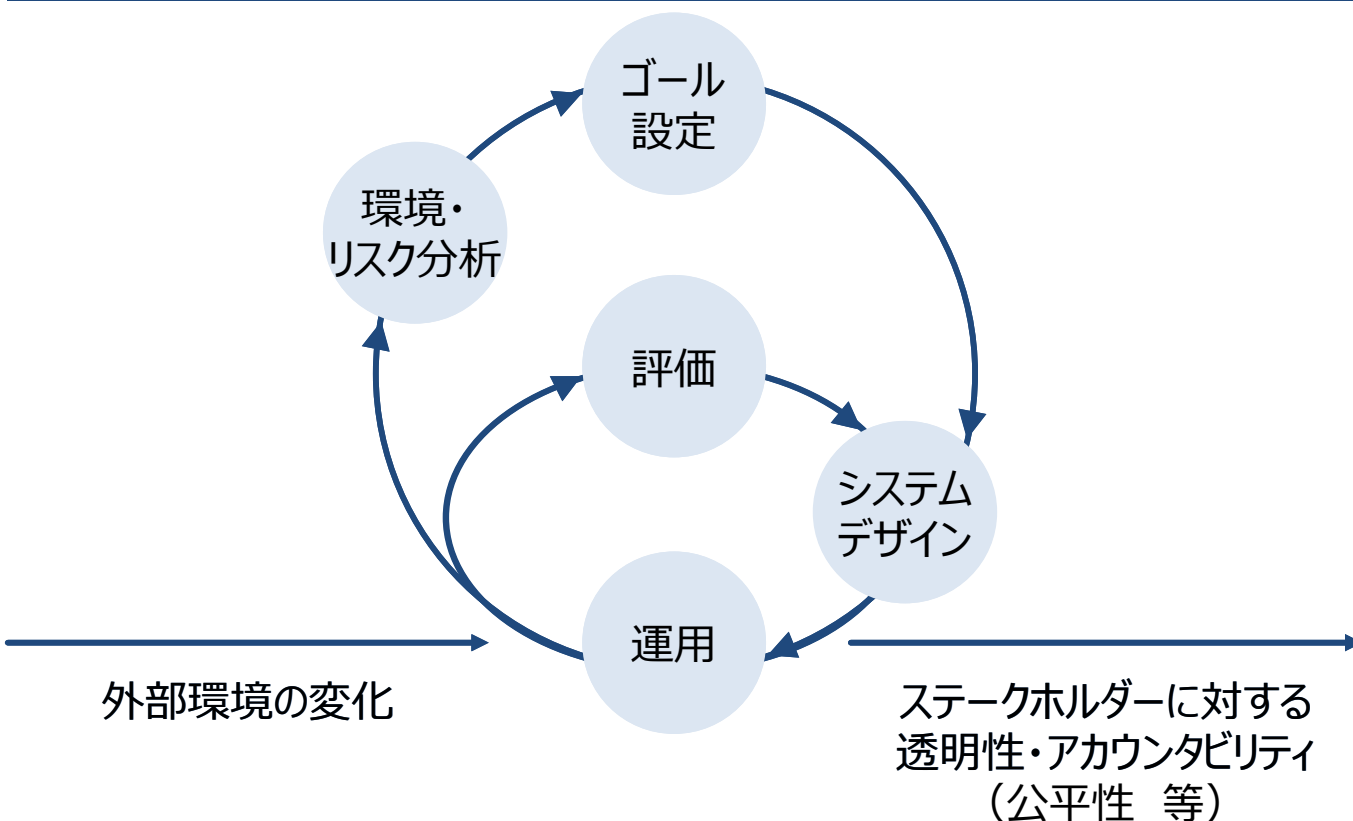 ゴール
設定
環境・
リスク分析
評価
システム
デザイン
運用
外部環境の変化
ステークホルダーに対する
透明性・アカウンタビリティ
（公平性　等）